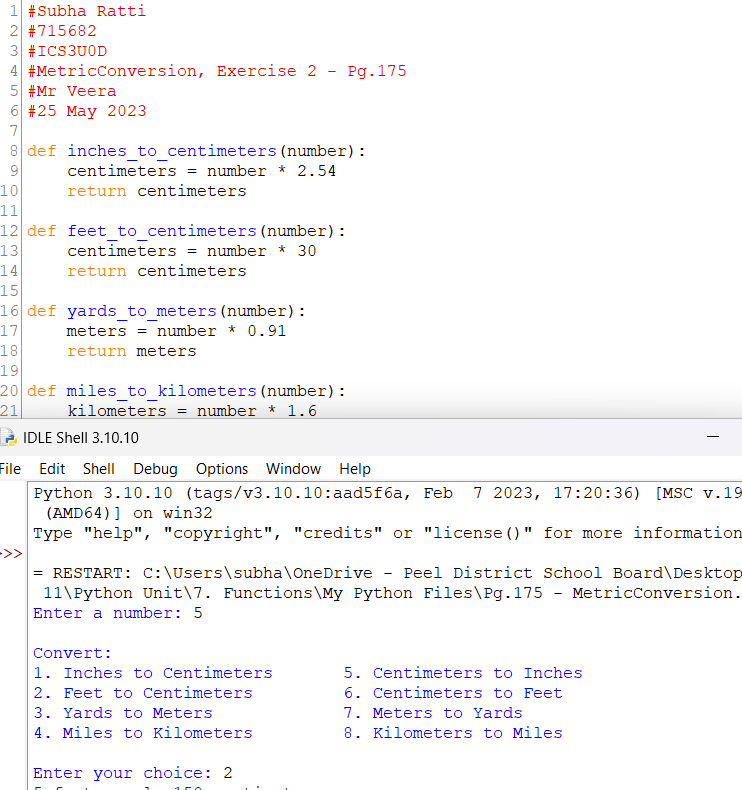 1 #Subha Ratti
2 #715682
3 #ICS3U0D
4 #MetricConversion, Exercise 2 - Pg.175
5 #Mr Veera
6 #25 May 2023
7
8 def inches_to_centimeters(number):
9 centimeters = number * 2.54
10 return centimeters
11
12 def feet_to_centimeters(number):
13 centimeters = number * 30
14 return centimeters
15
16 def yards_to_meters(number):
17 meters = number * 0.91
18 return meters
19
20 def miles_to_kilometers(number):
21 kilometers = number * 1.6
IDLE Shell 3.10.10
File Edit Shell Debug Options Window Help
Python 3.10.10 (tags/v3.10.10:aad5f6a, Feb 7 2023, 17:20:36) [MSC v.19
(AMD64)] on win32
Type "help", "copyright", "credits" or "license()" for more information
>>>
= RESTART: C:\Users\subha\OneDrive - Peel District School Board\Desktop
11\Python Unit\7. Functions\My Python Files\Pg.175 - MetricConversion.
Enter a number: 5
Convert:
1. Inches to Centimeters 5. Centimeters to Inches
2. Feet to Centimeters 6. Centimeters to Feet
3. Yards to Meters 7. Meters to Yards
4. Miles to Kilometers 8. Kilometers to Miles
Enter your choice: 2